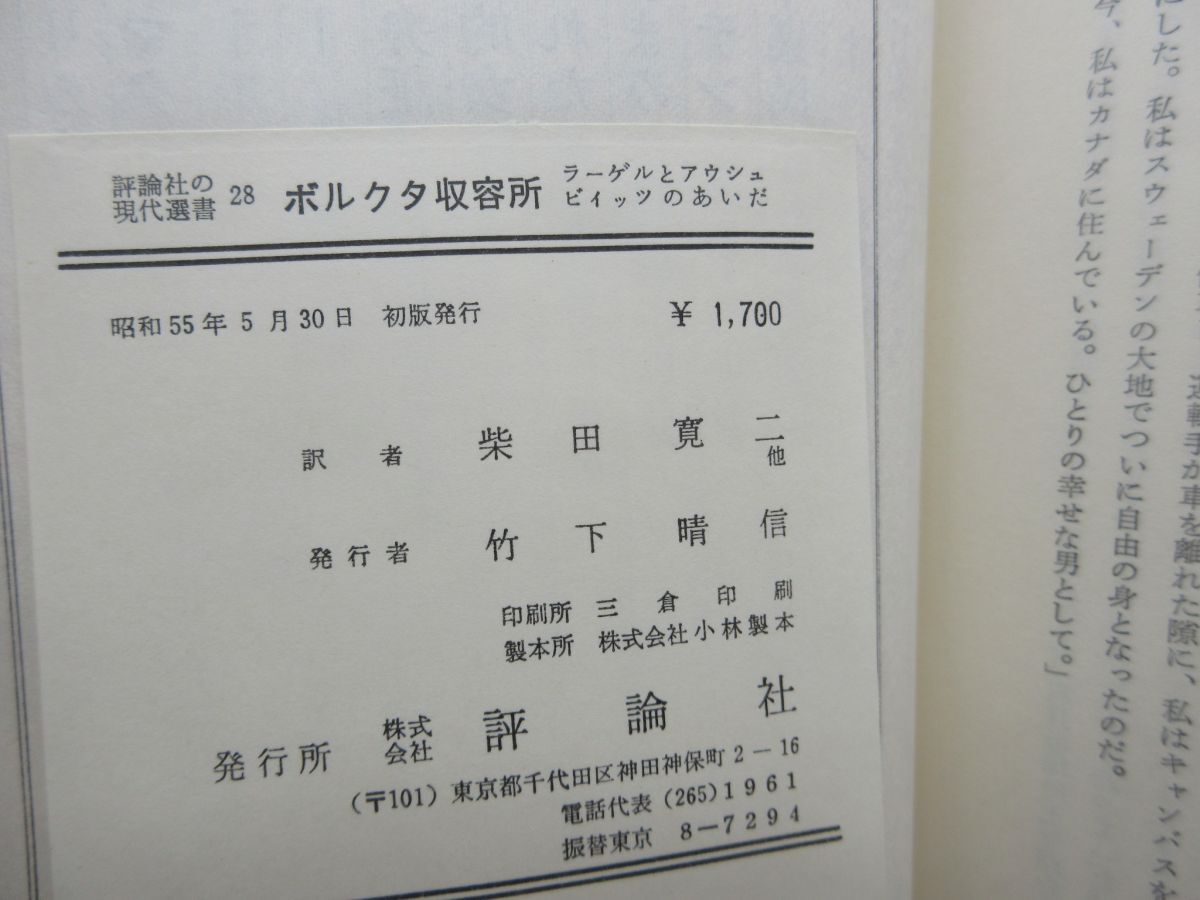 評論社の
現代選書 28 ボルクタ収容所 ラーゲルとアウシュ
ビィッツのあいだ
昭和55年5月30日 初版発行 ¥ 1,700
訳者 柴田寛二
他
発行者 竹下晴信
印刷所 三倉印刷
製本所 株式会社小林製本
発行所 株式
会社 評論社
(〒101) 東京都千代田区神田神保町2-16
電話代表 (265)1961
振替東京 8-7294
運転手が車を離れた隙に、私はキャンバスを
にした。私はスウェーデンの大地でついに自由の身となったのだ。
今、私はカナダに住んでいる。ひとりの幸せな男として。」